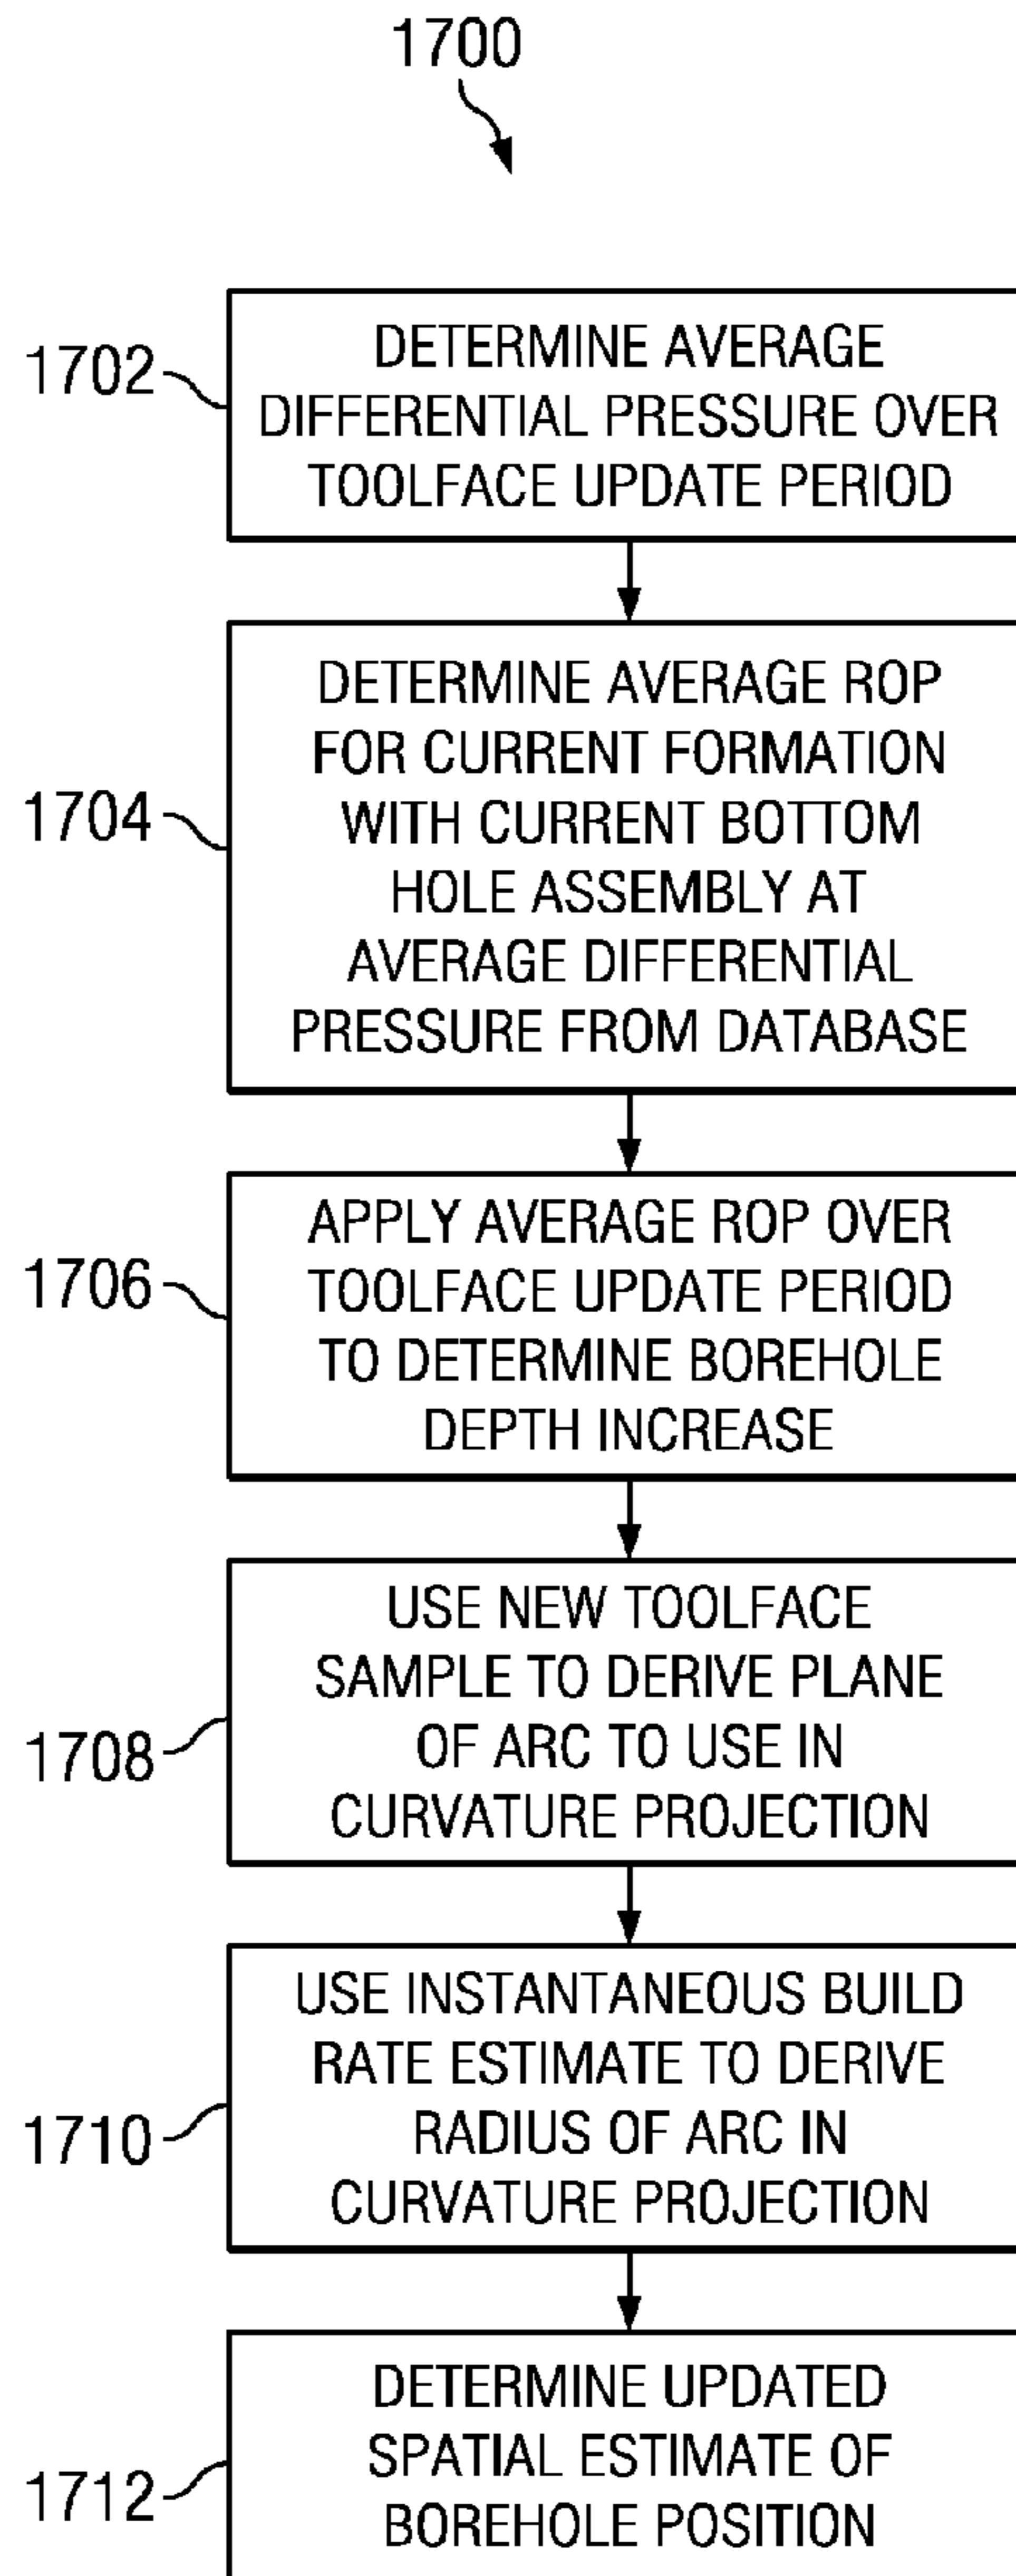 1700
1702
DETERMINE AVERAGE
DIFFERENTIAL PRESSURE OVER
TOOLFACE UPDATE PERIOD
1704
DETERMINE AVERAGE ROP
FOR CURRENT FORMATION
WITH CURRENT BOTTOM
HOLE ASSEMBLY AT
AVERAGE DIFFERENTIAL
PRESSURE FROM DATABASE
1706
APPLY AVERAGE ROP OVER
TOOLFACE UPDATE PERIOD
TO DETERMINE BOREHOLE
DEPTH INCREASE
1708
USE NEW TOOLFACE
SAMPLE TO DERIVE PLANE
OF ARC TO USE IN
CURVATURE PROJECTION
1710
USE INSTANTANEOUS BUILD
RATE ESTIMATE TO DERIVE
RADIUS OF ARC IN
CURVATURE PROJECTION
1712
DETERMINE UPDATED
SPATIAL ESTIMATE OF
BOREHOLE POSITION